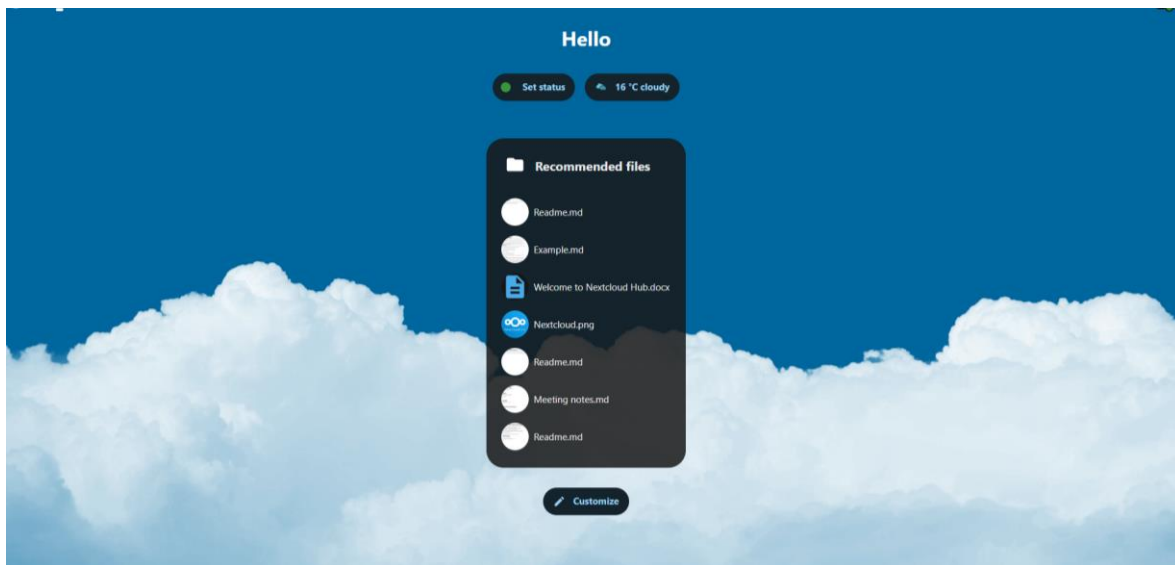 Hello
Set status
16 °C cloudy
Recommended files
Readme.md
Example.md
Welcome to Nextcloud Hub.docx
Nextcloud.png
Readme.md
Meeting notes.md
Readme.md
Customize